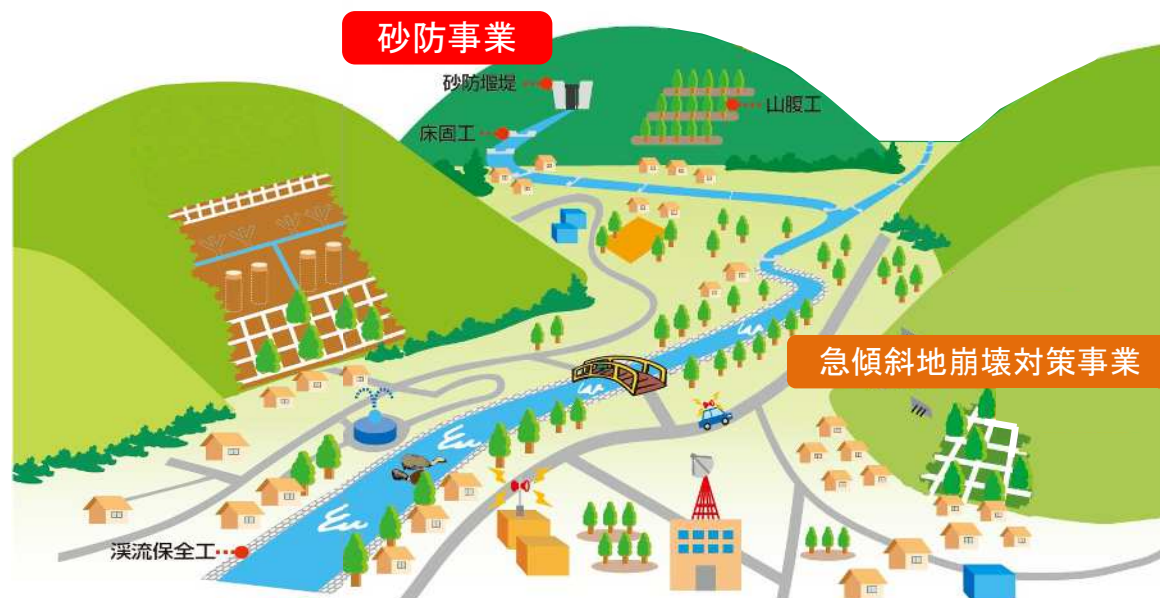 砂防事業
砂防堰堤
山腹工
床固工
急傾斜地崩壊対策事業
渓流保全工